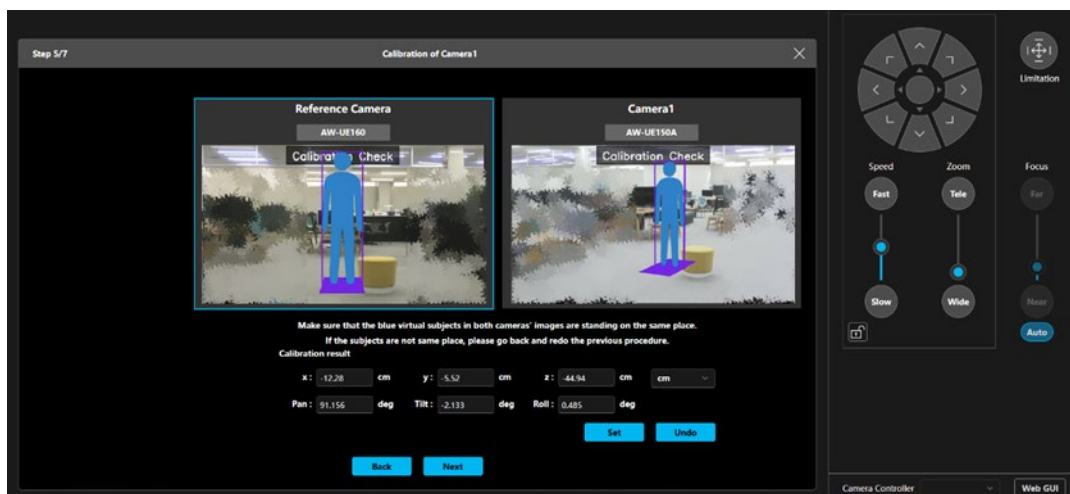 Step 5/7
Calibration of Camera1
Reference Camera
AW-UE160
Calibration Check
Camera1
AW-UE150A
Calibration Check
Make sure that the blue virtual subjects in both cameras' images are standing on the same place.
If the subjects are not same place, please go back and redo the previous procedure.
Calibration result
x : -12.28 cm y : -5.52 cm z : -44.94 cm cm
Pan : 91.156 deg Tilt : -2.133 deg Roll : 0.485 deg
Set Undo
Back Next
Limitation
Speed Zoom Focus
Fast Tele Far
Slow Wide Near
Auto
Camera Controller Web GUI